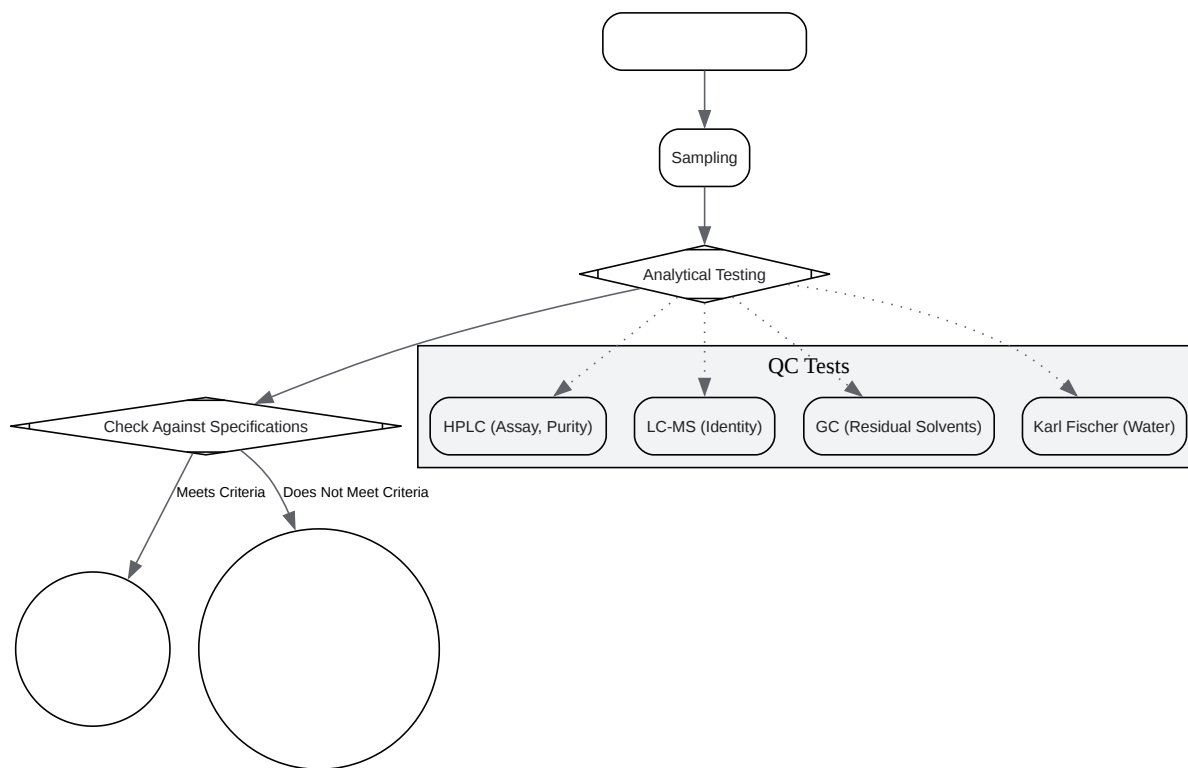 Sampling
Analytical Testing
QC Tests
Check Against Specifications
HPLC (Assay, Purity)
LC-MS (Identity)
GC (Residual Solvents)
Karl Fischer (Water)
Meets Criteria
Does Not Meet Criteria